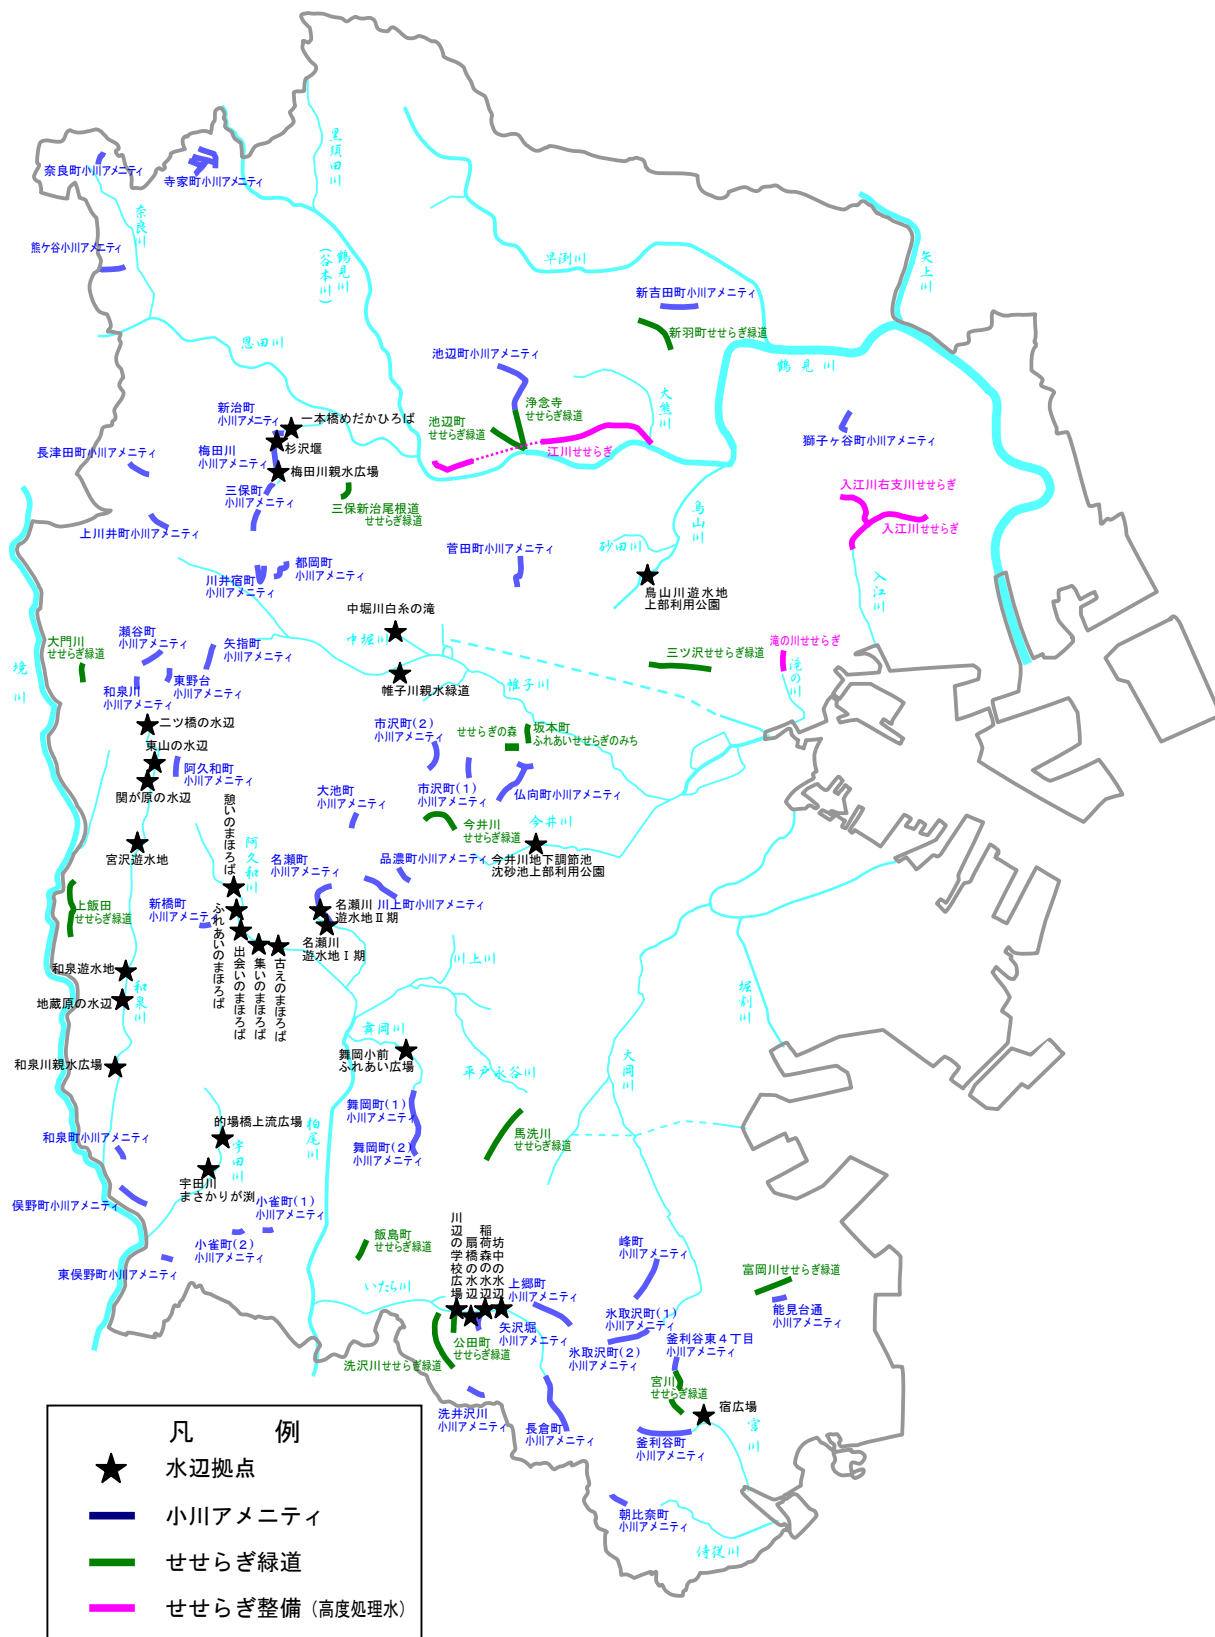 黒須田川
奈良町小川アメニティ
寺家町小川アメニティ
奈良川
熊ケ谷小川アメニティ
鶴見川
(谷本川)
早渕川
矢上川
新吉田町小川アメニティ
新羽町せせらぎ緑道
恩田川
鶴見川
池辺町小川アメニティ
大熊川
浄念寺
せせらぎ緑道
池辺町
せせらぎ緑道
江川せせらぎ
新治町
小川アメニティ
一本橋めだかひろば
杉沢堰
梅田川
小川アメニティ
梅田川親水広場
長津田町小川アメニティ
獅子ヶ谷町小川アメニティ
三保町
小川アメニティ
三保新治尾根道
せせらぎ緑道
入江川右支川せせらぎ
入江川せせらぎ
上川井町小川アメニティ
鳥山川
砂田川
菅田町小川アメニティ
都岡町
小川アメニティ
川井宿町
小川アメニティ
鳥山川遊水地
上部利用公園
入江川
中堀川白糸の滝
中堀川
瀬谷町
小川アメニティ
矢指町
小川アメニティ
大門川
せせらぎ緑道
境川
滝の川せせらぎ
滝の川
三ツ沢せせらぎ緑道
東野台
小川アメニティ
和泉川
小川アメニティ
帷子川親水緑道
帷子川
二ツ橋の水辺
市沢町(2)
小川アメニティ
せせらぎの森
坂本町
ふれあいせせらぎのみち
東山の水辺
阿久和町
小川アメニティ
関が原の水辺
大池町
小川アメニティ
市沢町(1)
小川アメニティ
仏向町小川アメニティ
憩いのまほろば
阿久和川
今井川
せせらぎ緑道
今井川
宮沢遊水地
名瀬町
小川アメニティ
品濃町小川アメニティ
今井川地下調節池
沈砂池上部利用公園
上飯田
せせらぎ緑道
新橋町
小川アメニティ
ふれあいのまほろば
出会いのまほろば
集いのまほろば
古えのまほろば
名瀬川
遊水地Ⅱ期
川上町小川アメニティ
名瀬川
遊水地Ⅰ期
川上川
和泉遊水地
和泉川
地蔵原の水辺
堀割川
舞岡川
大岡川
和泉川親水広場
舞岡小前
ふれあい広場
平戸永谷川
舞岡町(1)
小川アメニティ
的場橋上流広場
柏尾川
馬洗川
せせらぎ緑道
和泉町小川アメニティ
宇田川
舞岡町(2)
小川アメニティ
宇田川
まさかりが渕
俣野町小川アメニティ
小雀町(1)
小川アメニティ
小雀町(2)
小川アメニティ
東俣野町小川アメニティ
飯島町
せせらぎ緑道
川辺の学校広場
扇橋の水辺
稲荷森の水辺
坊中の水辺
峰町
小川アメニティ
富岡川せせらぎ緑道
いたち川
上郷町
小川アメニティ
能見台通
小川アメニティ
矢沢堀
小川アメニティ
氷取沢町(1)
小川アメニティ
公田町
せせらぎ緑道
洗沢川せせらぎ緑道
氷取沢町(2)
小川アメニティ
釜利谷東4丁目
小川アメニティ
宮川
せせらぎ緑道
宿広場
宮川
洗井沢川
小川アメニティ
長倉町
小川アメニティ
釜利谷町
小川アメニティ
朝比奈町
小川アメニティ
侍従川
凡 例
水辺拠点
小川アメニティ
せせらぎ緑道
せせらぎ整備(高度処理水)